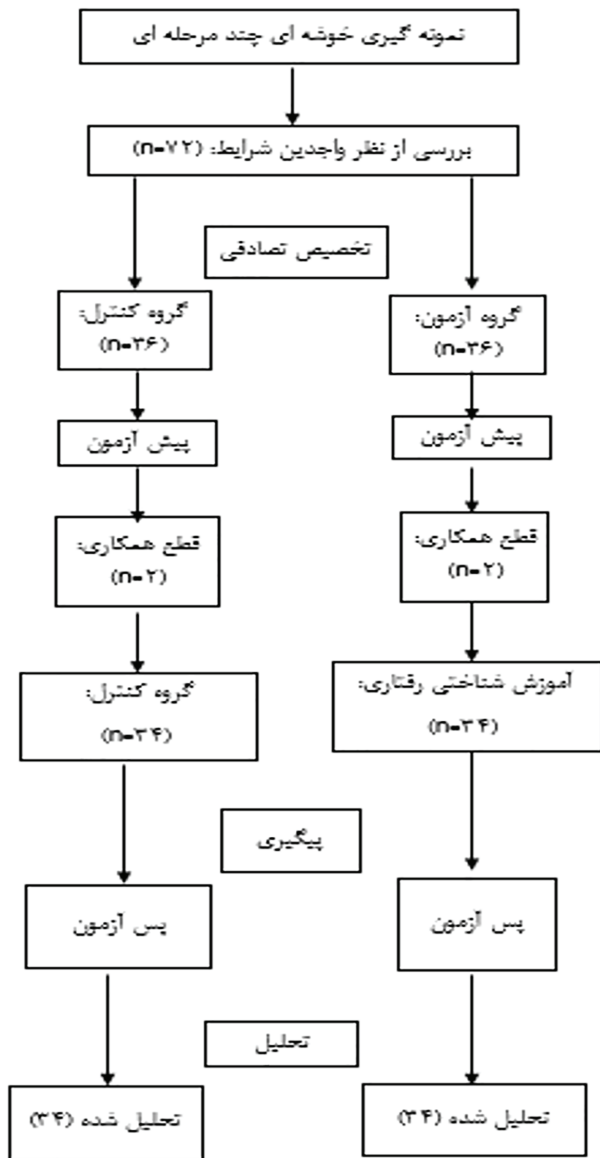 نمونه گیری خوشه ای چند مرحله ای
بررسی از نظر واجدین شرایط: (n=۷۲)
تخصیص تصادفی
گروه آزمون:
(n=۳۶)
گروه کنترل:
(n=۳۶)
پیش آزمون
پیش آزمون
قطع همکاری:
(n=۲)
قطع همکاری:
(n=۲)
آموزش شناختی رفتاری:
(n=۳۴)
گروه کنترل:
(n=۳۴)
پیگیری
پس آزمون
پس آزمون
تحلیل
تحلیل شده (۳۴)
تحلیل شده (۳۴)